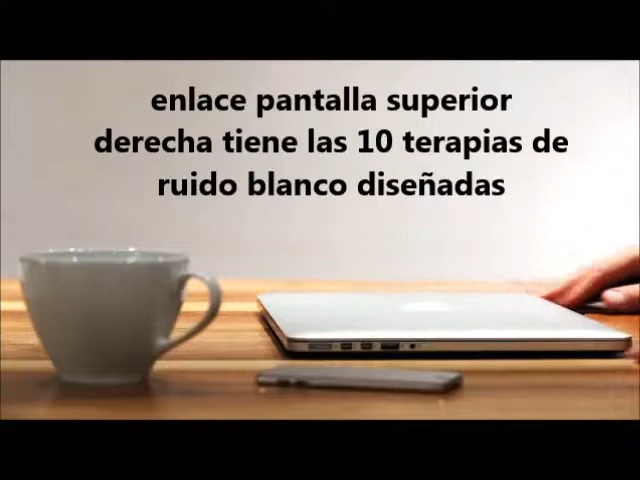 enlace pantalla superior
derecha tiene las 10 terapias de
ruido blanco diseñadas